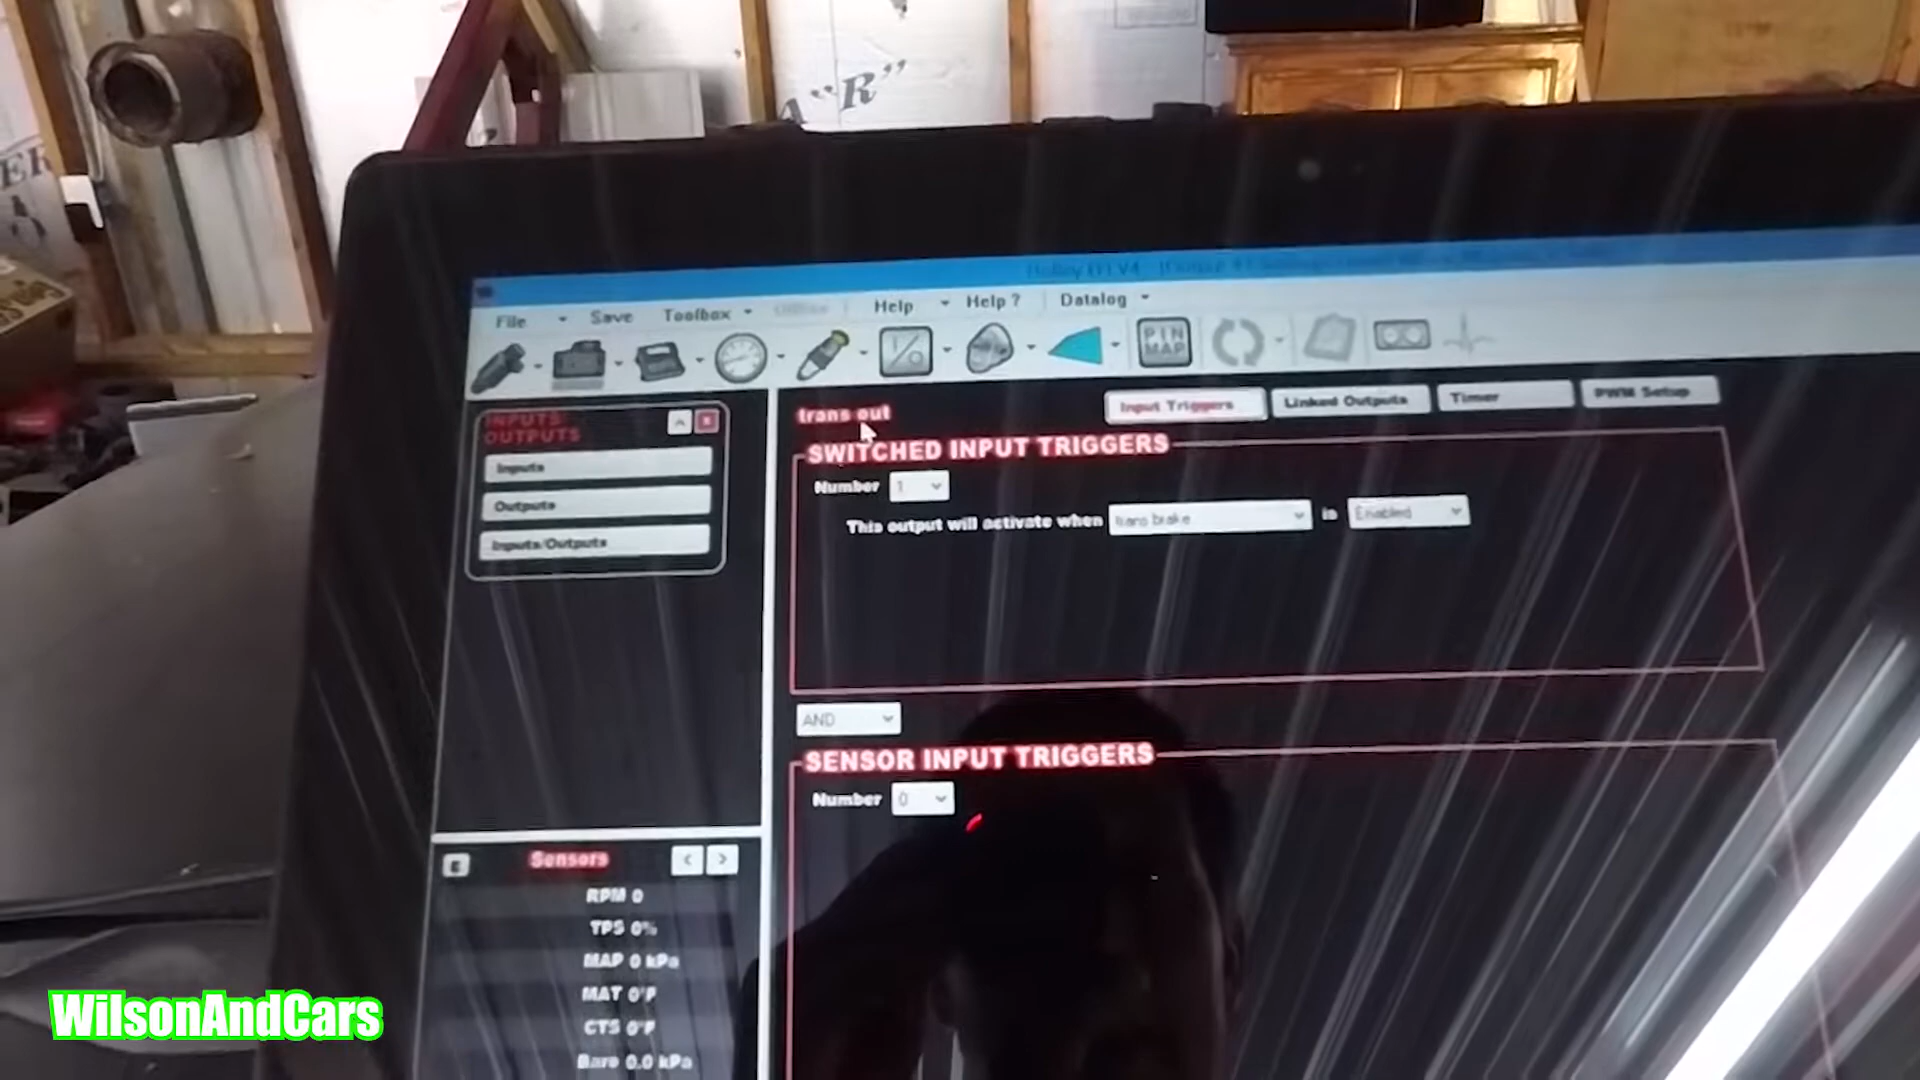 A "R"
Holley EFI V4
File Save Toolbox Help Help ? Datalog
PIN MAP
I/O
INPUTS
OUTPUTS
Inputs
Outputs
Inputs/Outputs
trans out
Input Triggers Linked Outputs Timer PWM Setup
SWITCHED INPUT TRIGGERS
Number 1
This output will activate when trans brake is Enabled
AND
SENSOR INPUT TRIGGERS
Number 0
E Sensors < >
RPM 0
TPS 0%
MAP 0 kPa
MAT 0°F
CTS 0°F
Baro 0.0 kPa
WilsonAndCars